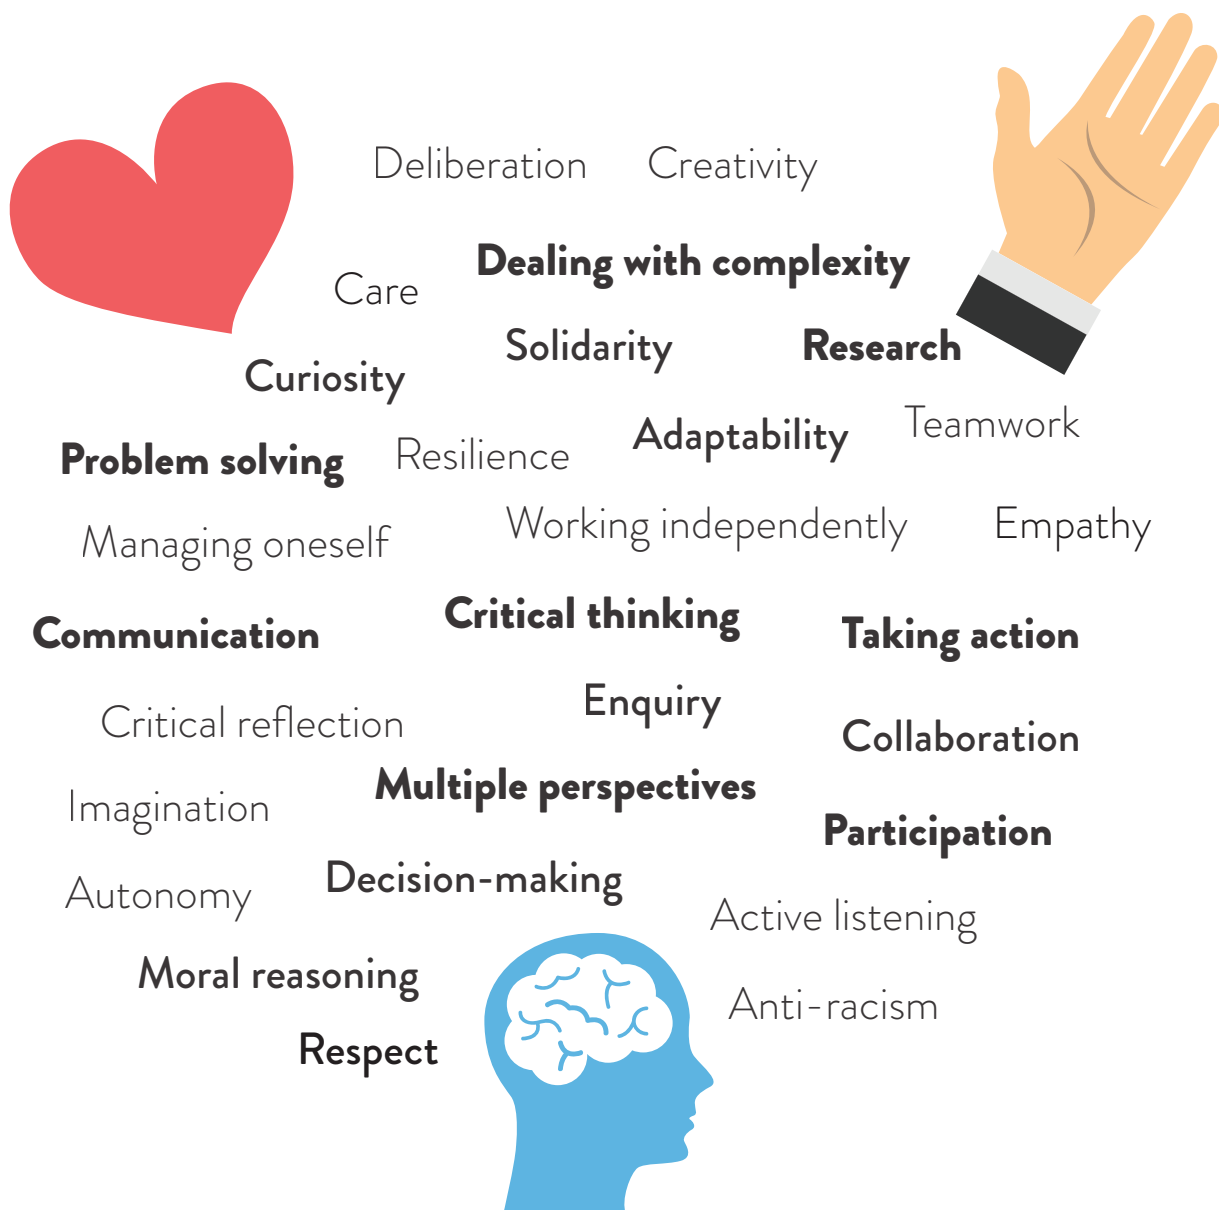 Deliberation Creativity
Dealing with complexity
Care
Solidarity Research
Curiosity
Adaptability Teamwork
Problem solving Resilience
Working independently Empathy
Managing oneself
Critical thinking
Communication Taking action
Enquiry
Critical reflection Collaboration
Multiple perspectives
Imagination
Participation
Decision-making
Autonomy
Active listening
Moral reasoning
Anti-racism
Respect